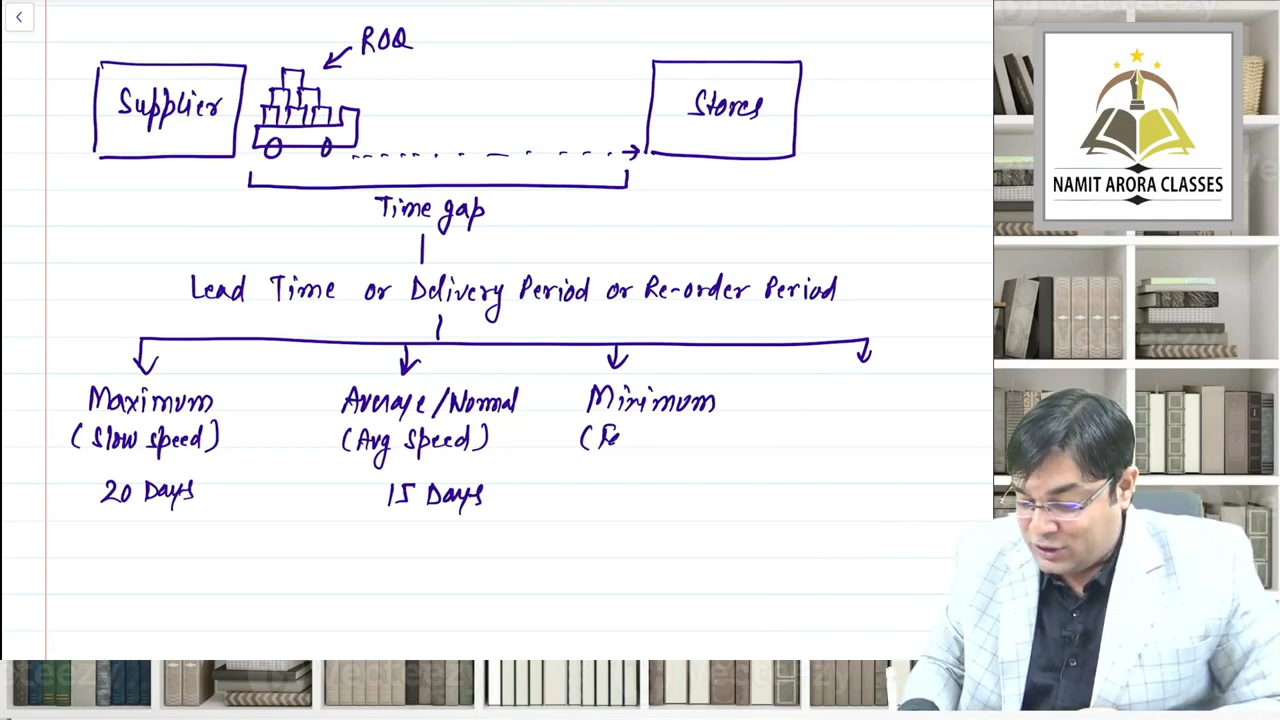 ROQ
Supplier
Stores
NAMIT ARORA CLASSES
Time gap
Lead Time or Delivery Period or Re-order Period
Maximum Average/Normal Minimum
(Slow speed) (Avg speed) (Fa
20 Days 15 Days